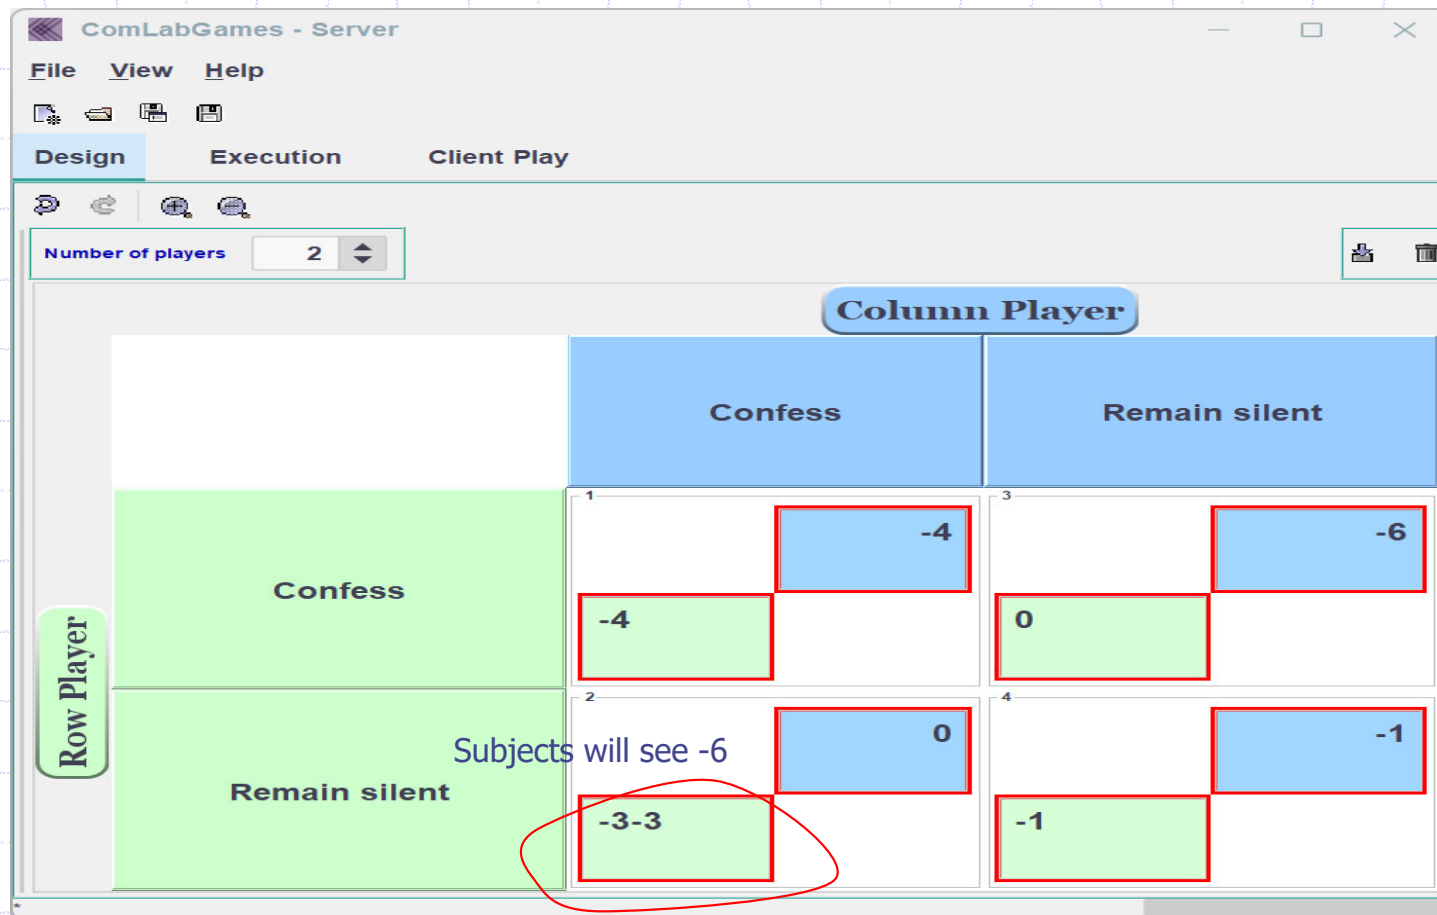 ComLabGames - Server
File View Help
Design Execution Client Play
Number of players 2
Column Player
Confess Remain silent
1 3
-4 -6
Confess
-4 0
Row Player
2 4
0 -1
Subjects will see -6
Remain silent
-3-3 -1
*